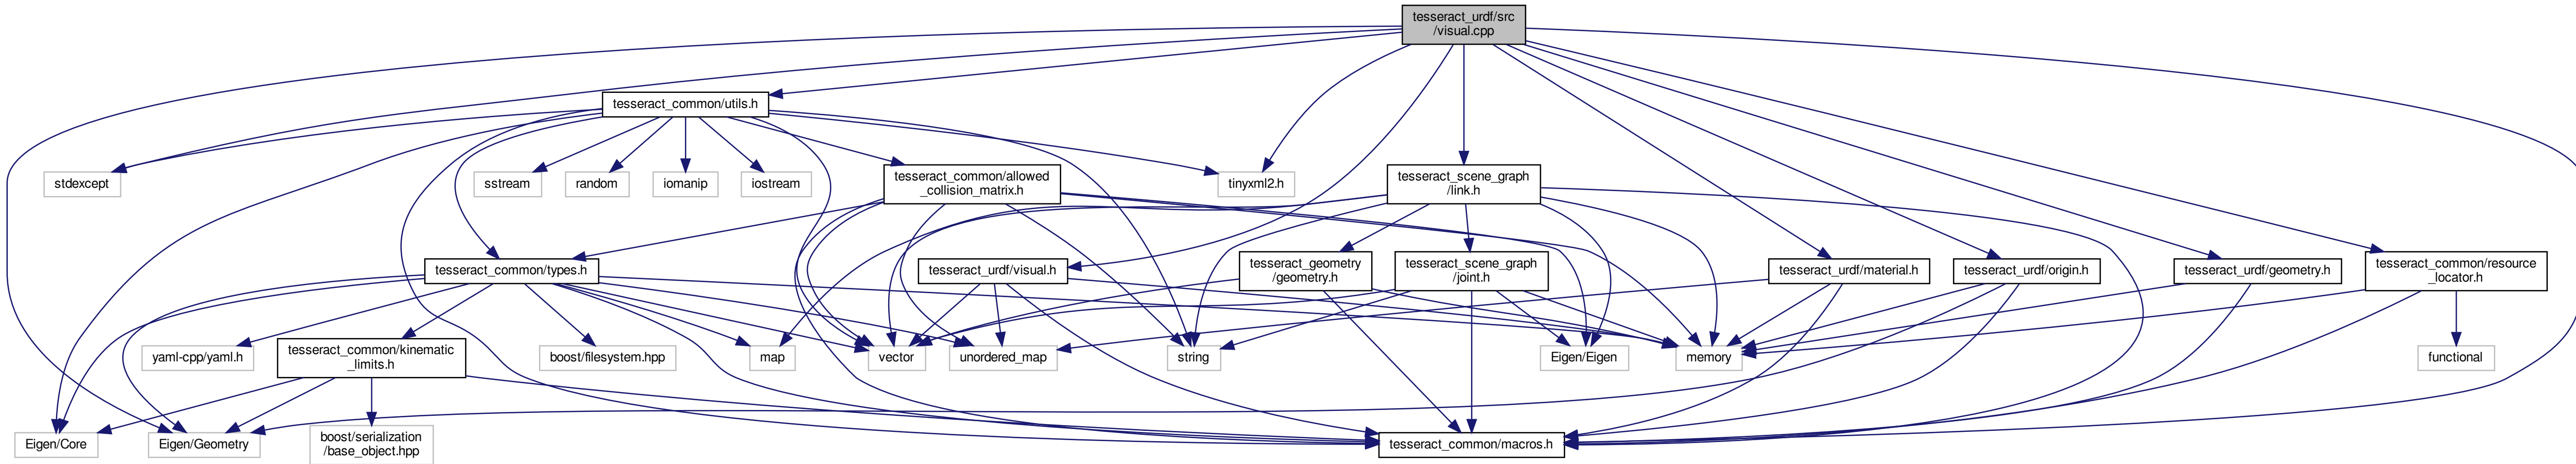 tesseract_urdf/src
/visual.cpp
tesseract_common/utils.h
stdexcept
sstream
random
iomanip
iostream
tesseract_common/allowed
_collision_matrix.h
tinyxml2.h
tesseract_scene_graph
/link.h
tesseract_common/types.h
tesseract_urdf/visual.h
tesseract_geometry
/geometry.h
tesseract_scene_graph
/joint.h
tesseract_urdf/material.h
tesseract_urdf/origin.h
tesseract_urdf/geometry.h
tesseract_common/resource
_locator.h
yaml-cpp/yaml.h
tesseract_common/kinematic
_limits.h
boost/filesystem.hpp
map
vector
unordered_map
string
Eigen/Eigen
memory
functional
Eigen/Core
Eigen/Geometry
boost/serialization
/base_object.hpp
tesseract_common/macros.h